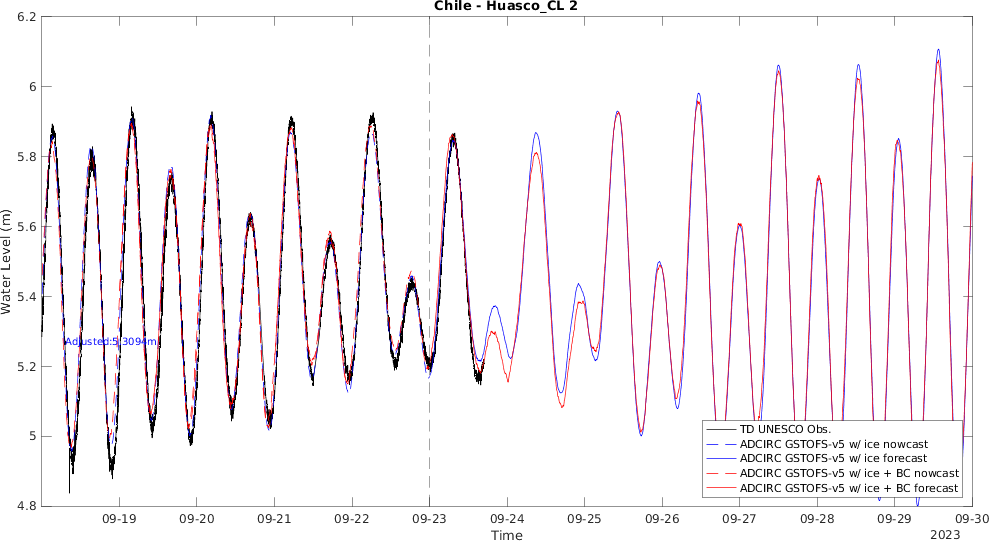 Chile - Huasco_CL 2
6.2
6
5.8
5.6
5.4
5.2
5
4.8
Water Level (m)
Adjusted:5.3094m
TD UNESCO Obs.
ADCIRC GSTOFS-v5 w/ ice nowcast
ADCIRC GSTOFS-v5 w/ ice forecast
ADCIRC GSTOFS-v5 w/ ice + BC nowcast
ADCIRC GSTOFS-v5 w/ ice + BC forecast
09-19 09-20 09-21 09-22 09-23 09-24 09-25 09-26 09-27 09-28 09-29 09-30
Time
2023